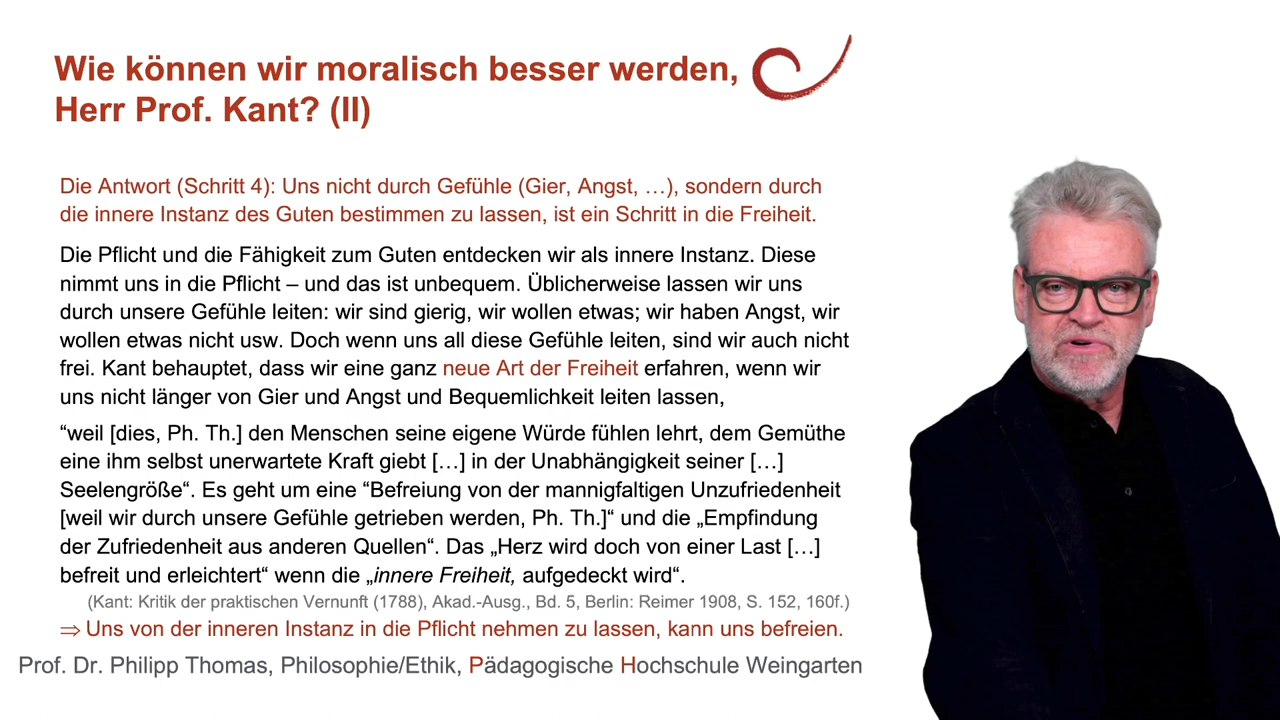 Wie können wir moralisch besser werden,
Herr Prof. Kant? (II)
Die Antwort (Schritt 4): Uns nicht durch Gefühle (Gier, Angst, …), sondern durch
die innere Instanz des Guten bestimmen zu lassen, ist ein Schritt in die Freiheit.
Die Pflicht und die Fähigkeit zum Guten entdecken wir als innere Instanz. Diese
nimmt uns in die Pflicht – und das ist unbequem. Üblicherweise lassen wir uns
durch unsere Gefühle leiten: wir sind gierig, wir wollen etwas; wir haben Angst, wir
wollen etwas nicht usw. Doch wenn uns all diese Gefühle leiten, sind wir auch nicht
frei. Kant behauptet, dass wir eine ganz neue Art der Freiheit erfahren, wenn wir
uns nicht länger von Gier und Angst und Bequemlichkeit leiten lassen,
“weil [dies, Ph. Th.] den Menschen seine eigene Würde fühlen lehrt, dem Gemüthe
eine ihm selbst unerwartete Kraft giebt […] in der Unabhängigkeit seiner […]
Seelengröße“. Es geht um eine “Befreiung von der mannigfaltigen Unzufriedenheit
[weil wir durch unsere Gefühle getrieben werden, Ph. Th.]“ und die „Empfindung
der Zufriedenheit aus anderen Quellen“. Das „Herz wird doch von einer Last […]
befreit und erleichtert“ wenn die „innere Freiheit, aufgedeckt wird“.
(Kant: Kritik der praktischen Vernunft (1788), Akad.-Ausg., Bd. 5, Berlin: Reimer 1908, S. 152, 160f.)
⇒ Uns von der inneren Instanz in die Pflicht nehmen zu lassen, kann uns befreien.
Prof. Dr. Philipp Thomas, Philosophie/Ethik, Pädagogische Hochschule Weingarten